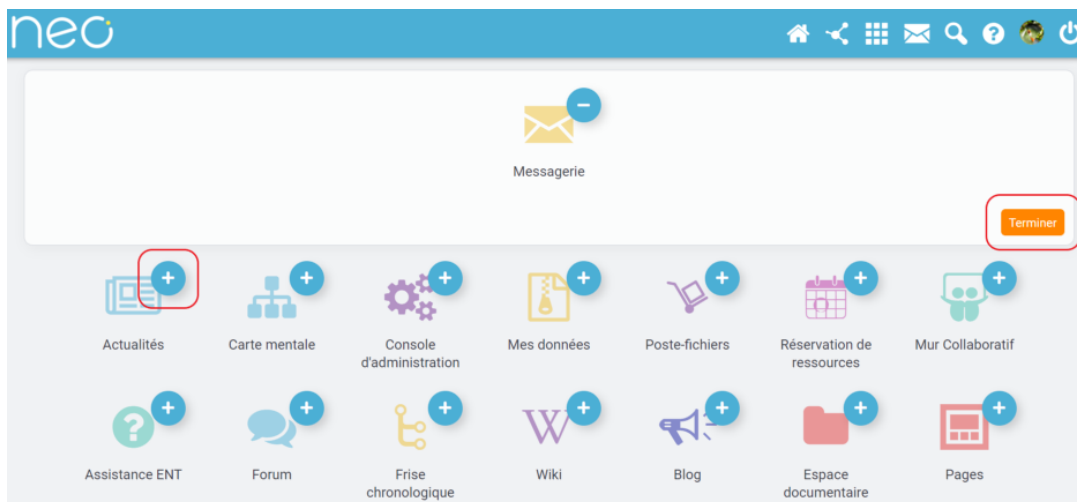 neo
Messagerie
Terminer
Actualités
Carte mentale
Console
d'administration
Mes données
Poste-fichiers
Réservation de
ressources
Mur Collaboratif
Assistance ENT
Forum
Frise
chronologique
Wiki
Blog
Espace
documentaire
Pages